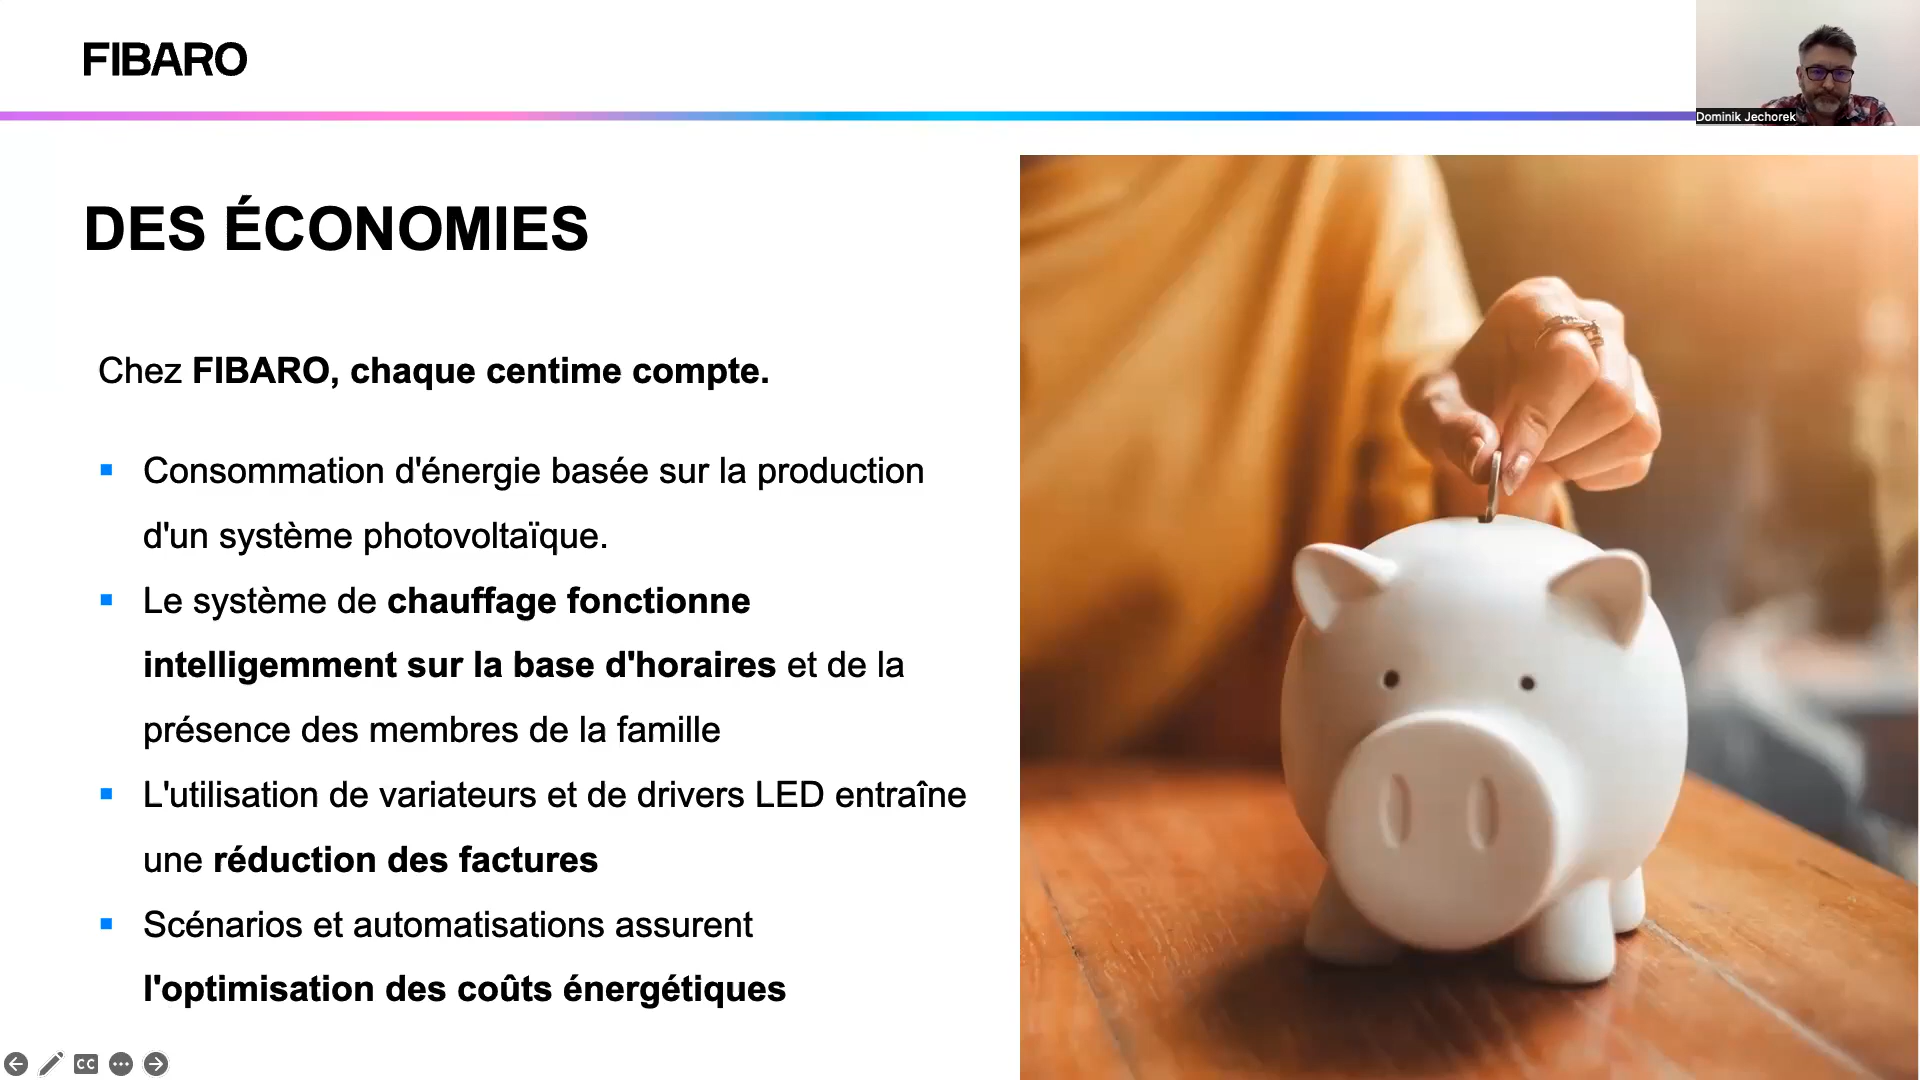 FIBARO
Dominik Jechorek
DES ÉCONOMIES
Chez FIBARO, chaque centime compte.
Consommation d'énergie basée sur la production
d'un système photovoltaïque.
Le système de chauffage fonctionne
intelligemment sur la base d'horaires et de la
présence des membres de la famille
L'utilisation de variateurs et de drivers LED entraîne
une réduction des factures
Scénarios et automatisations assurent
l'optimisation des coûts énergétiques
CC